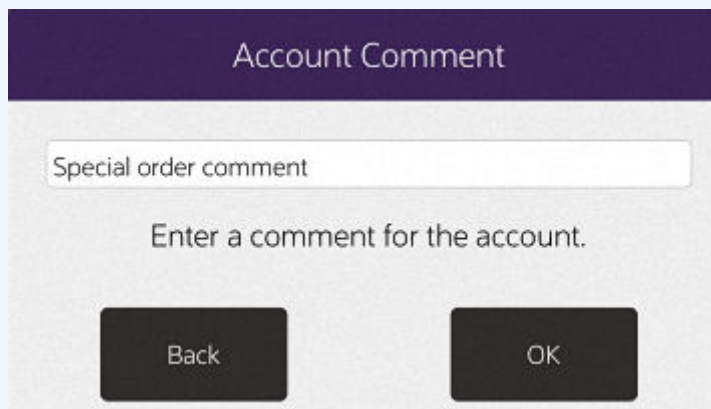 Account Comment
Special order comment
Enter a comment for the account.
Back
OK